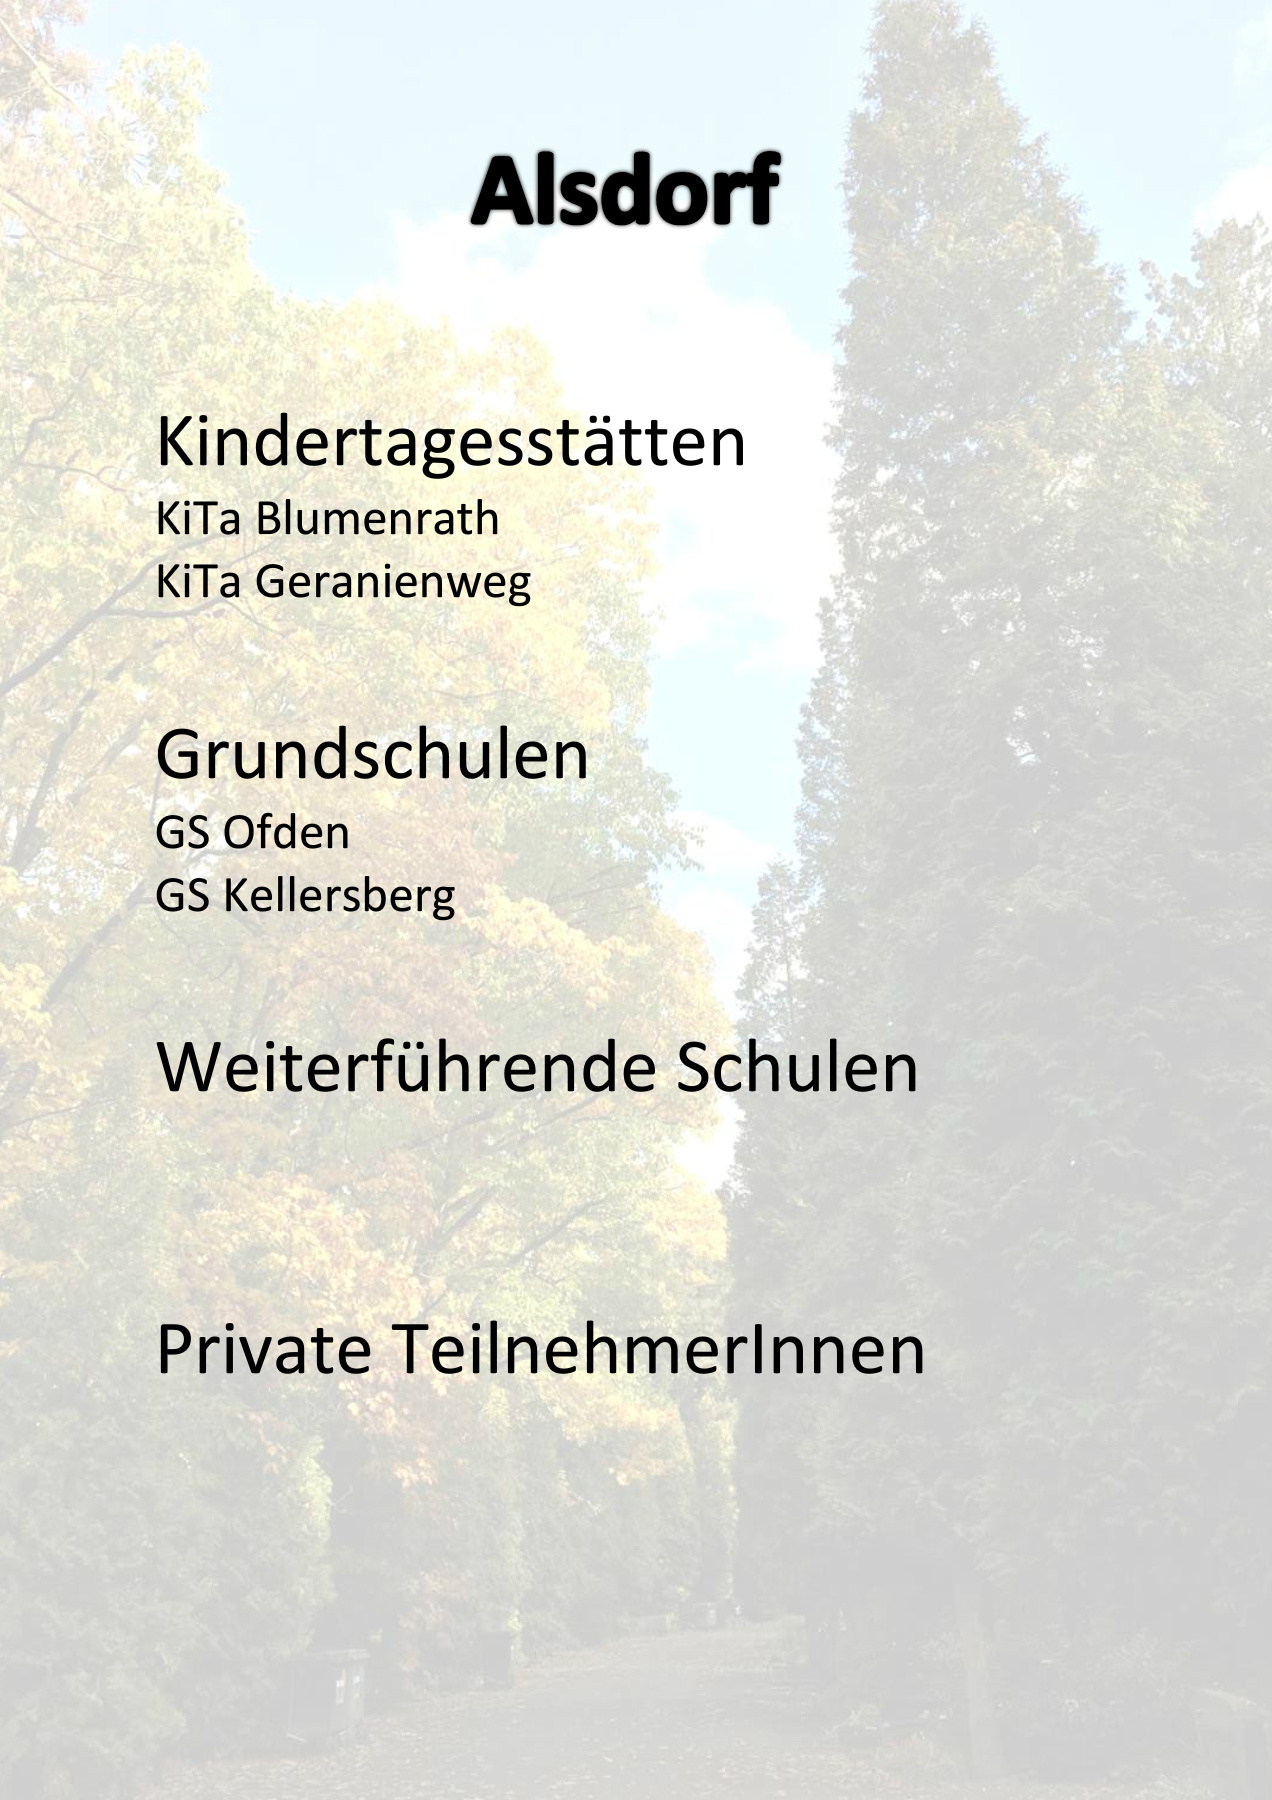 Alsdorf
Kindertagesstätten
KiTa Blumenrath
KiTa Geranienweg
Grundschulen
GS Ofden
GS Kellersberg
Weiterführende Schulen
Private TeilnehmerInnen